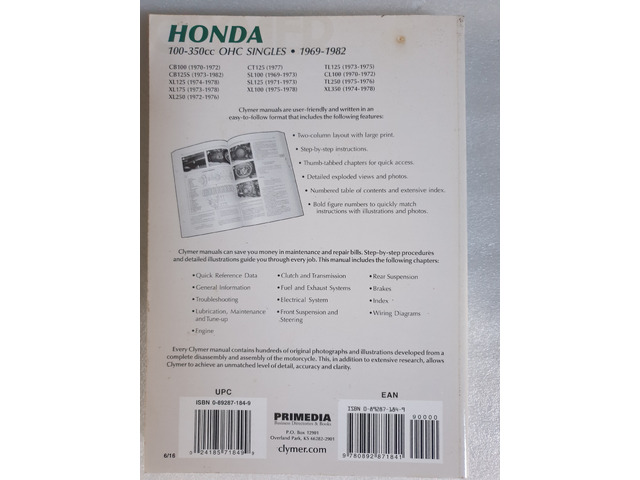 HONDA
100-350cc OHC SINGLES • 1969-1982
CB100 (1970-1972) CT125 (1977) TL125 (1973-1975)
CB125S (1973-1982) SL100 (1969-1973) CL100 (1970-1972)
XL125 (1974-1978) SL125 (1971-1973) TL250 (1975-1976)
XL175 (1973-1978) XL100 (1975-1978) XL350 (1974-1978)
XL250 (1972-1976)
Clymer manuals are user-friendly and written in an
easy-to-follow format that includes the following features:
• Two-column layout with large print.
• Step-by-step instructions.
• Thumb-tabbed chapters for quick access.
• Detailed exploded views and photos.
• Numbered table of contents and extensive index.
• Bold figure numbers to quickly match
instructions with illustrations and photos.
Clymer manuals can save you money in maintenance and repair bills. Step-by-step procedures
and detailed illustrations guide you through every job. This manual includes the following chapters:
• Quick Reference Data • Clutch and Transmission • Rear Suspension
• General Information • Fuel and Exhaust Systems • Brakes
• Troubleshooting • Electrical System • Index
• Lubrication, Maintenance • Front Suspension and • Wiring Diagrams
and Tune-up Steering
• Engine
Every Clymer manual contains hundreds of original photographs and illustrations developed from a
complete disassembly and assembly of the motorcycle. This, in addition to extensive research, allows
Clymer to achieve an unmatched level of detail, accuracy and clarity.
UPC EAN
ISBN 0-89287-184-9 ISBN 0-89287-184-9
90000
PRIMEDIA
Business Directories & Books
P.O. Box 12901
Overland Park, KS 66282-2901
clymer.com
0 24185 71849 9 9 780892 871841
6/16